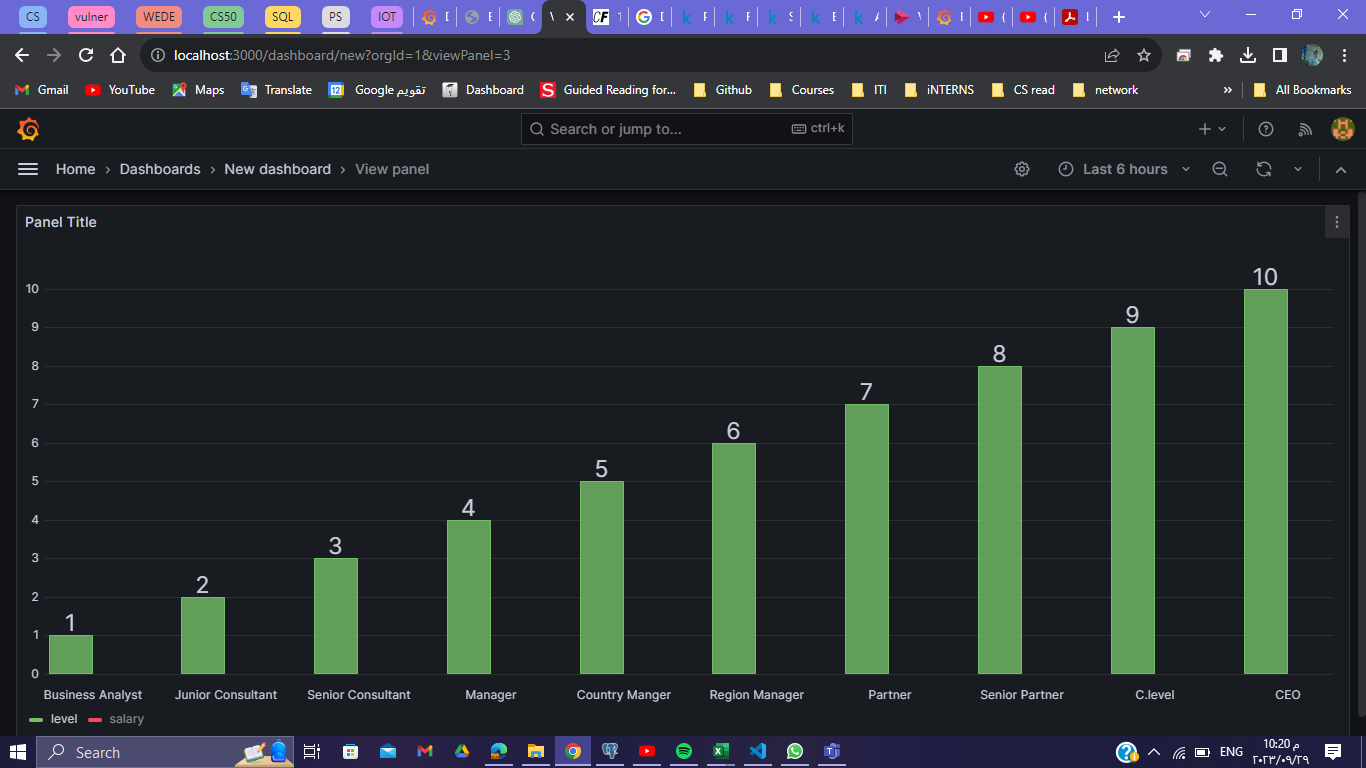 CS vulner WEDE CS50 SQL PS IOT
localhost:3000/dashboard/new?orgId=1&viewPanel=3
Gmail YouTube Maps Translate Google تقويم Dashboard Guided Reading for... Github Courses ITI iNTERNS CS read network » All Bookmarks
Search or jump to... ctrl+k
Home › Dashboards › New dashboard › View panel Last 6 hours
Panel Title
10
9
8
7
6
5
4
3
2
1
0
1 2 3 4 5 6 7 8 9 10
Business Analyst Junior Consultant Senior Consultant Manager Country Manger Region Manager Partner Senior Partner C.level CEO
level salary
Search ENG 10:20 م
٢٠٢٣/٠٩/٢٩